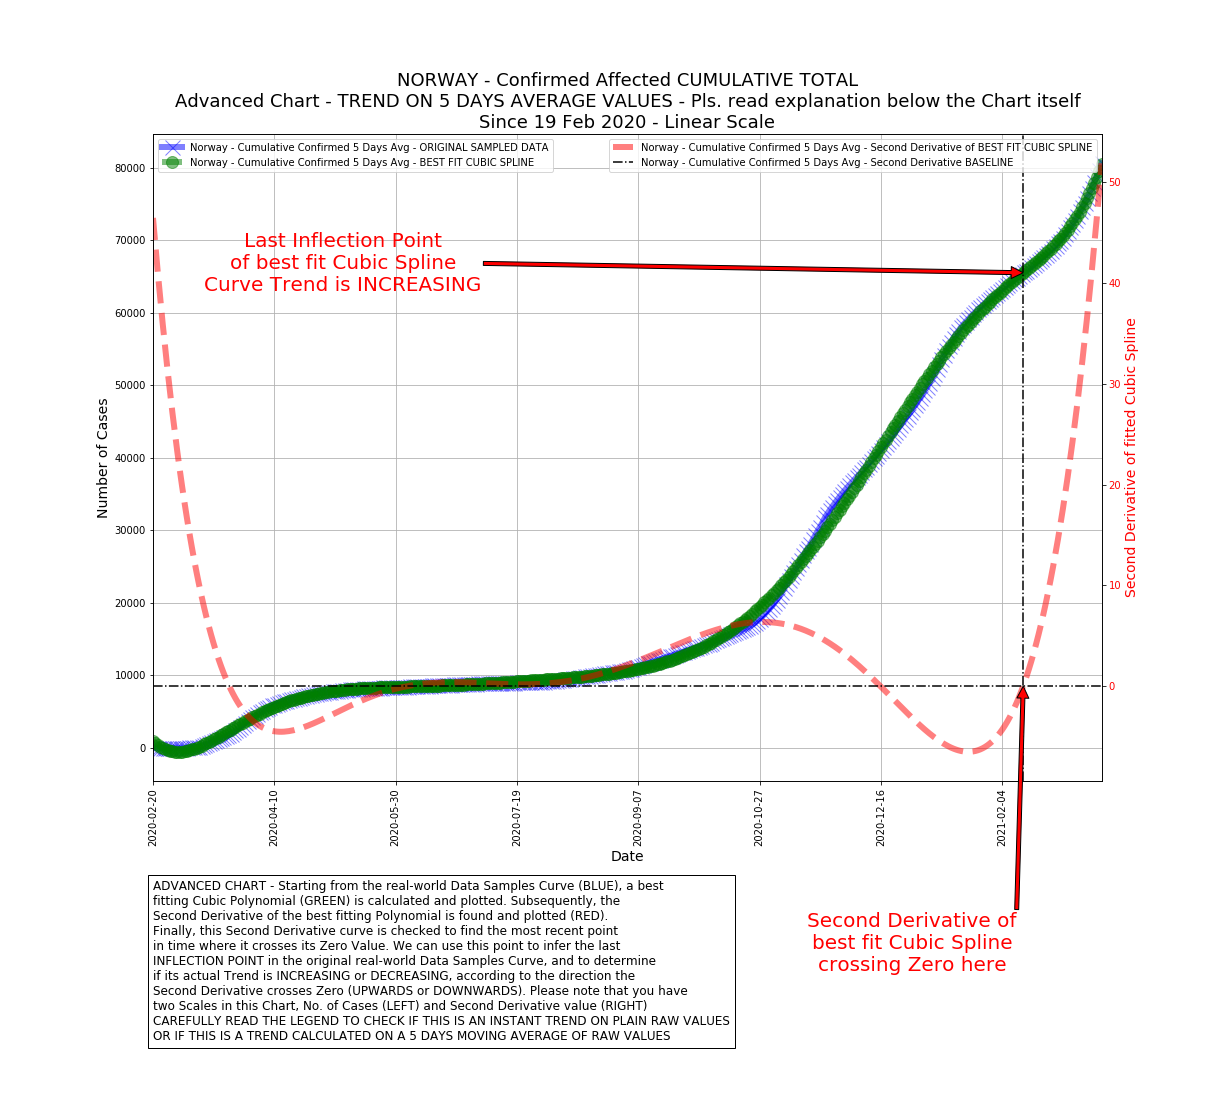 NORWAY - Confirmed Affected CUMULATIVE TOTAL
Advanced Chart - TREND ON 5 DAYS AVERAGE VALUES - Pls. read explanation below the Chart itself
Since 19 Feb 2020 - Linear Scale
Norway - Cumulative Confirmed 5 Days Avg - ORIGINAL SAMPLED DATA
Norway - Cumulative Confirmed 5 Days Avg - BEST FIT CUBIC SPLINE
Norway - Cumulative Confirmed 5 Days Avg - Second Derivative of BEST FIT CUBIC SPLINE
Norway - Cumulative Confirmed 5 Days Avg - Second Derivative BASELINE
Last Inflection Point
of best fit Cubic Spline
Curve Trend is INCREASING
Number of Cases
80000
70000
60000
50000
40000
30000
20000
10000
0
50
40
30
20
10
0
Second Derivative of fitted Cubic Spline
2020-02-20
2020-04-10
2020-05-30
2020-07-19
2020-09-07
2020-10-27
2020-12-16
2021-02-04
Date
ADVANCED CHART - Starting from the real-world Data Samples Curve (BLUE), a best
fitting Cubic Polynomial (GREEN) is calculated and plotted. Subsequently, the
Second Derivative of the best fitting Polynomial is found and plotted (RED).
Finally, this Second Derivative curve is checked to find the most recent point
in time where it crosses its Zero Value. We can use this point to infer the last
INFLECTION POINT in the original real-world Data Samples Curve, and to determine
if its actual Trend is INCREASING or DECREASING, according to the direction the
Second Derivative crosses Zero (UPWARDS or DOWNWARDS). Please note that you have
two Scales in this Chart, No. of Cases (LEFT) and Second Derivative value (RIGHT)
CAREFULLY READ THE LEGEND TO CHECK IF THIS IS AN INSTANT TREND ON PLAIN RAW VALUES
OR IF THIS IS A TREND CALCULATED ON A 5 DAYS MOVING AVERAGE OF RAW VALUES
Second Derivative of
best fit Cubic Spline
crossing Zero here